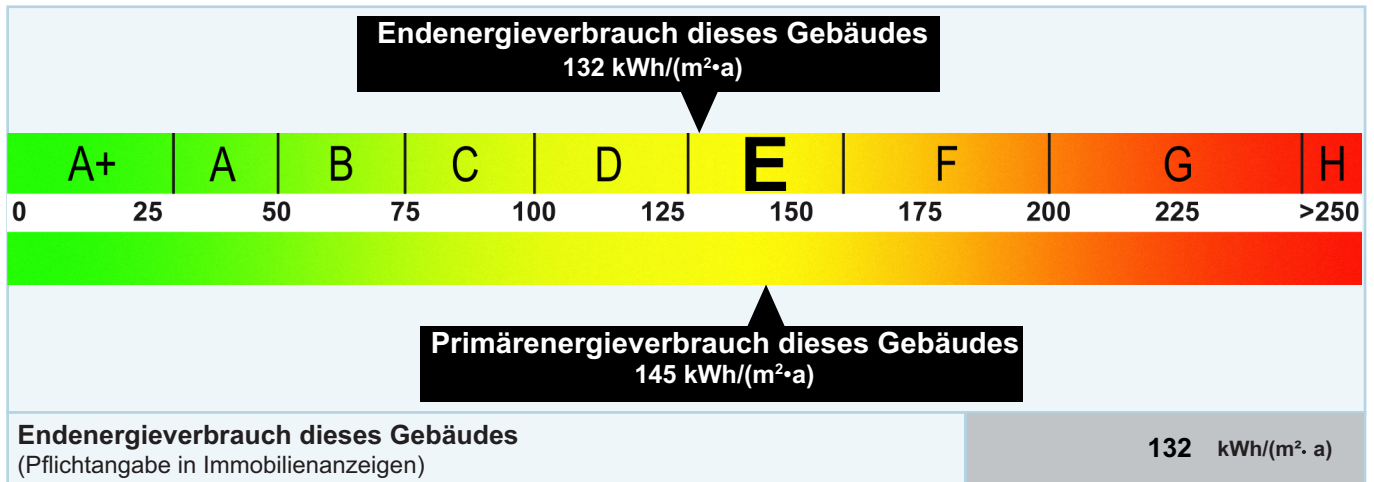 Endenergieverbrauch dieses Gebäudes
132 kWh/(m²•a)
A+ A B C D E F G H
0 25 50 75 100 125 150 175 200 225 >250
Primärenergieverbrauch dieses Gebäudes
145 kWh/(m²•a)
Endenergieverbrauch dieses Gebäudes
(Pflichtangabe in Immobilienanzeigen)
132 kWh/(m²· a)